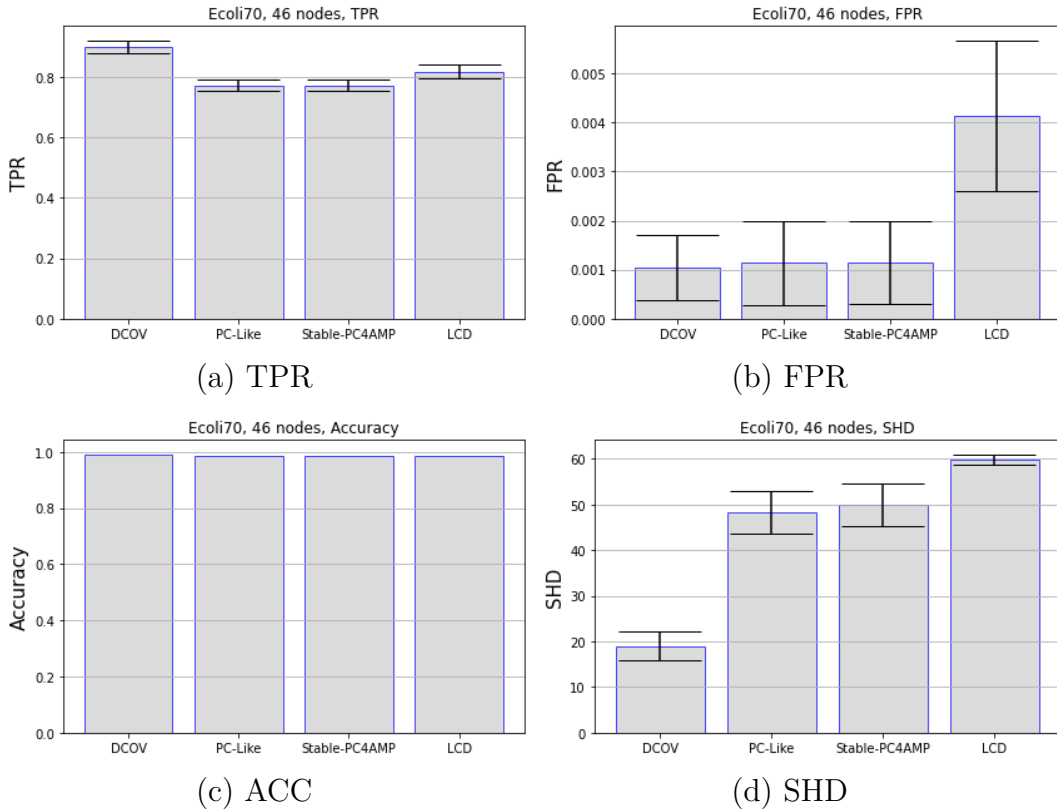 Ecoli70, 46 nodes, TPR
TPR
0.8
0.6
0.4
0.2
0.0
DCOV PC-Like Stable-PC4AMP LCD
(a) TPR
Ecoli70, 46 nodes, FPR
FPR
0.005
0.004
0.003
0.002
0.001
0.000
DCOV PC-Like Stable-PC4AMP LCD
(b) FPR
Ecoli70, 46 nodes, Accuracy
Accuracy
1.0
0.8
0.6
0.4
0.2
0.0
DCOV PC-Like Stable-PC4AMP LCD
(c) ACC
Ecoli70, 46 nodes, SHD
SHD
60
50
40
30
20
10
0
DCOV PC-Like Stable-PC4AMP LCD
(d) SHD